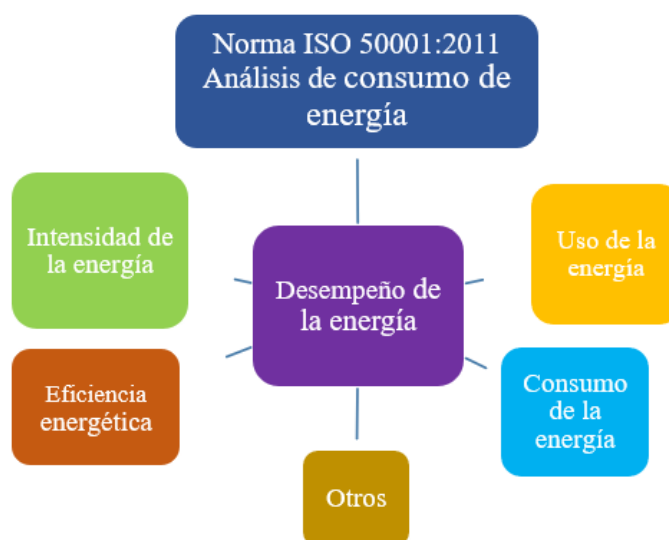 Norma ISO 50001:2011
Análisis de consumo de
energía
Intensidad de
la energía
Uso de la
energía
Desempeño de
la energía
Eficiencia
energética
Consumo
de la
energía
Otros